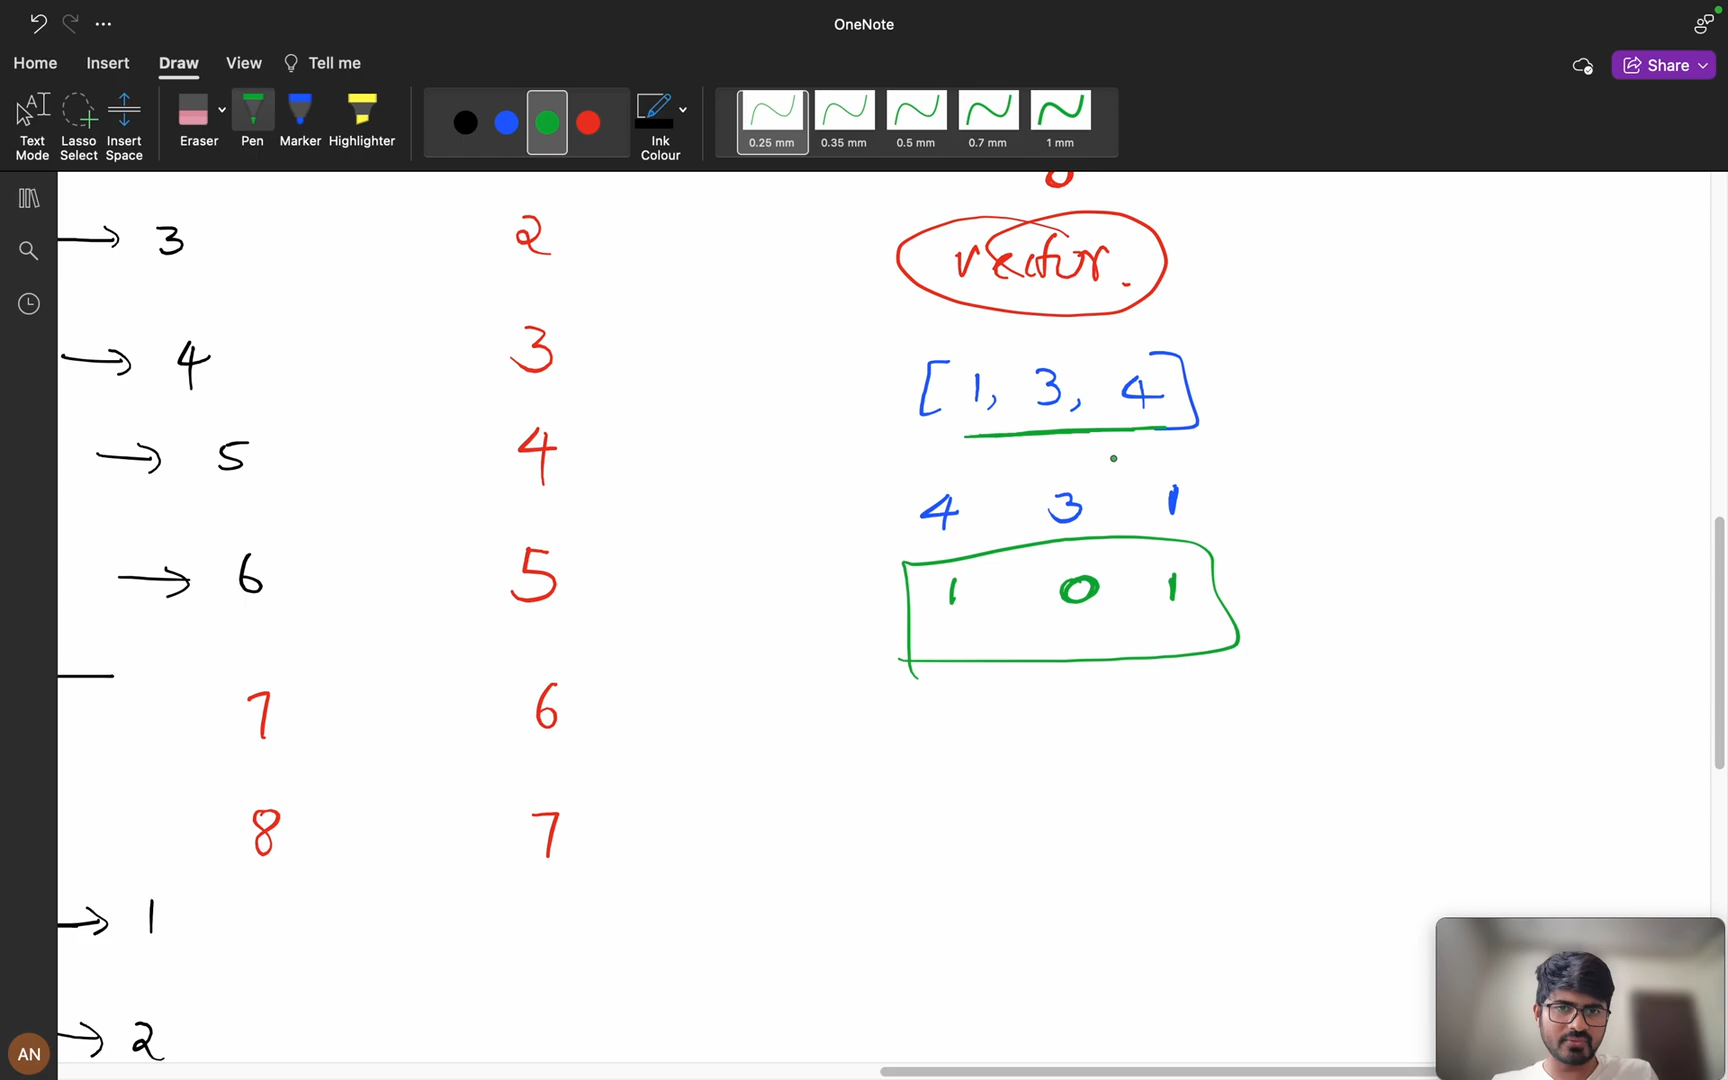 OneNote
Home Insert Draw View Tell me
Share
Text Mode
Lasso Select
Insert Space
Eraser
Pen
Marker
Highlighter
Ink Colour
0.25 mm
0.35 mm
0.5 mm
0.7 mm
1 mm
→ 3 2
→ 4 3
→ 5 4
→ 6 5
7 6
8 7
→ 1
→ 2
vector.
[ 1, 3, 4 ]
4 3 1
1 0 1
AN